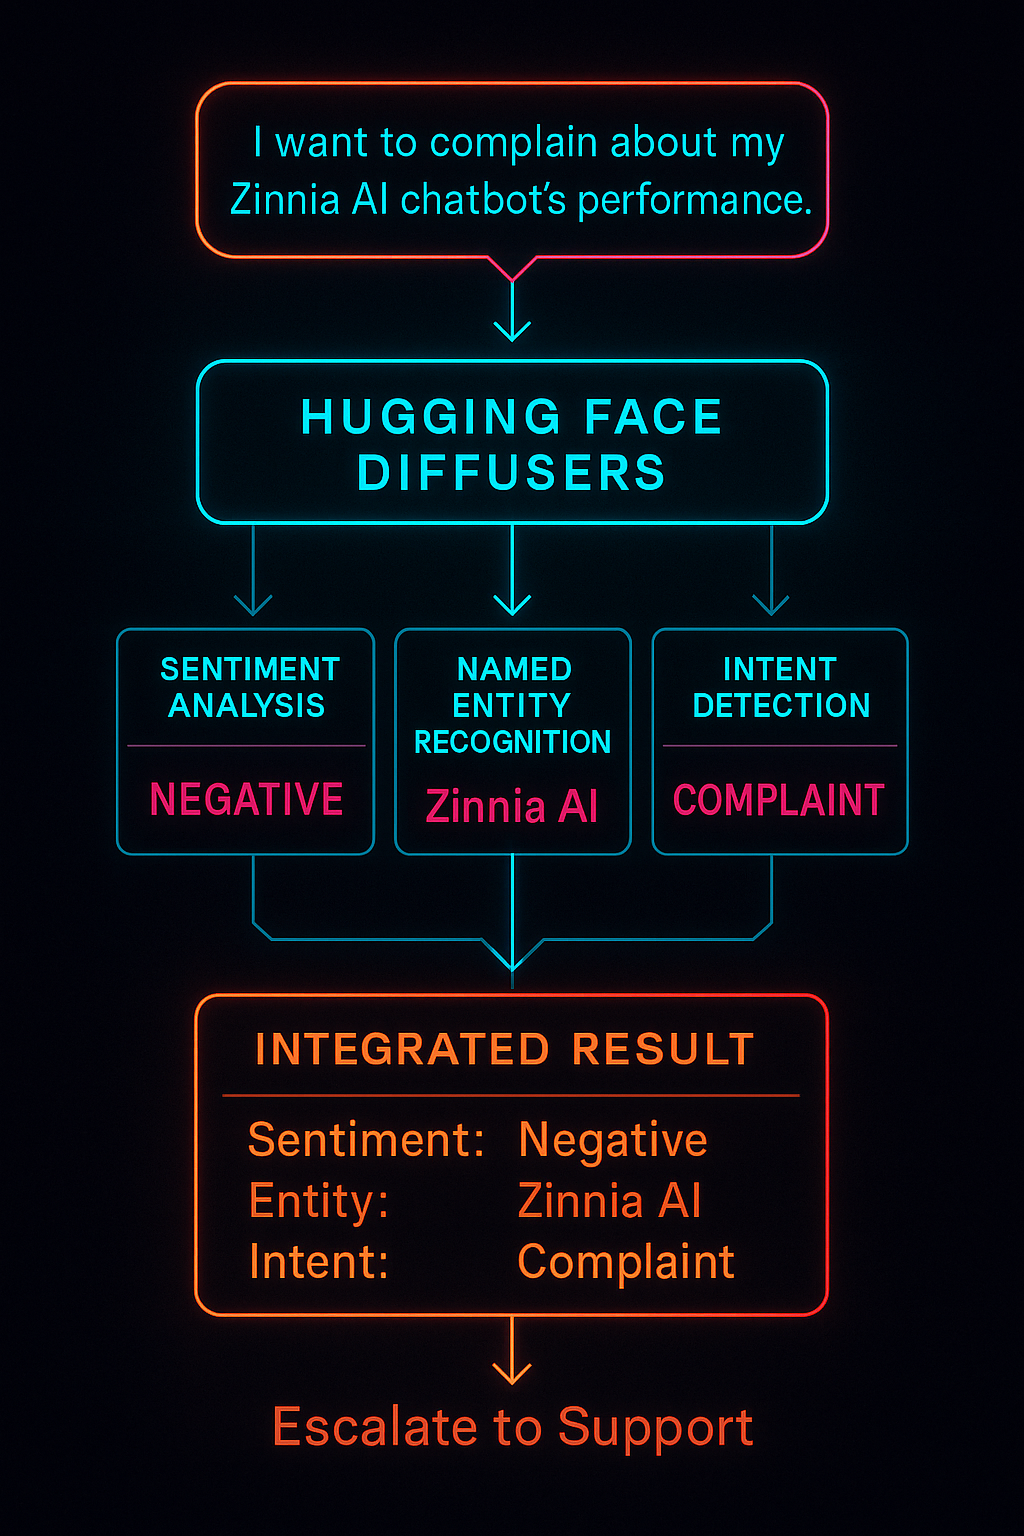 I want to complain about my
Zinnia AI chatbot's performance.
HUGGING FACE
DIFFUSERS
SENTIMENT
ANALYSIS
NEGATIVE
NAMED
ENTITY
RECOGNITION
Zinnia AI
INTENT
DETECTION
COMPLAINT
INTEGRATED RESULT
Sentiment: Negative
Entity: Zinnia AI
Intent: Complaint
Escalate to Support